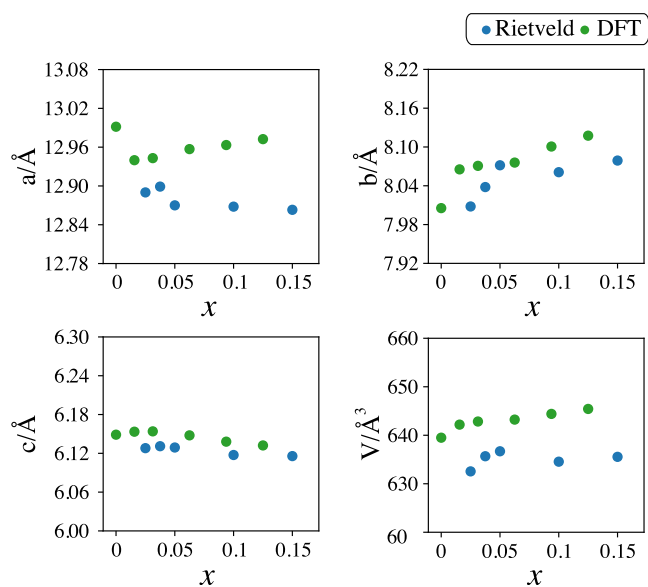 Rietveld DFT
13.08
13.02
12.96
12.90
12.84
12.78
a/Å
0 0.05 0.1 0.15
x
8.22
8.16
8.10
8.04
7.98
7.92
b/Å
0 0.05 0.1 0.15
x
6.30
6.24
6.18
6.12
6.06
6.00
c/Å
0 0.05 0.1 0.15
x
660
650
640
630
60
V/Å³
0 0.05 0.1 0.15
x